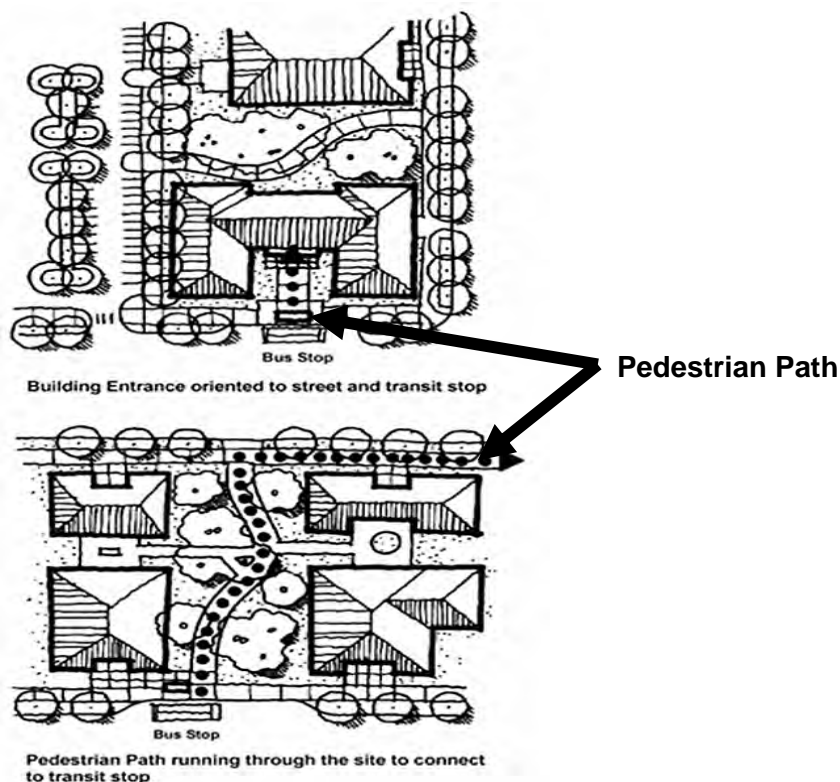 Bus Stop
Building Entrance oriented to street and transit stop
Pedestrian Path
Bus Stop
Pedestrian Path running through the site to connect
to transit stop